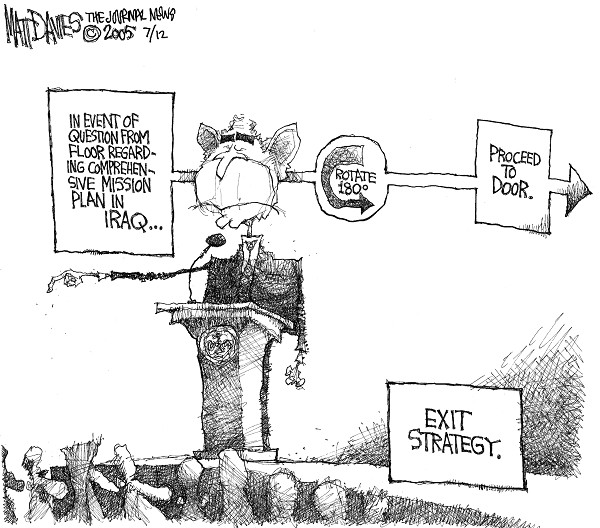 MATT DAVIES THE JOURNAL NEWS
© 2005 7/12
IN EVENT OF
QUESTION FROM
FLOOR REGARD-
ING COMPREHEN-
SIVE MISSION
PLAN IN
IRAQ...
ROTATE
180°
PROCEED
TO
DOOR.
EXIT
STRATEGY.